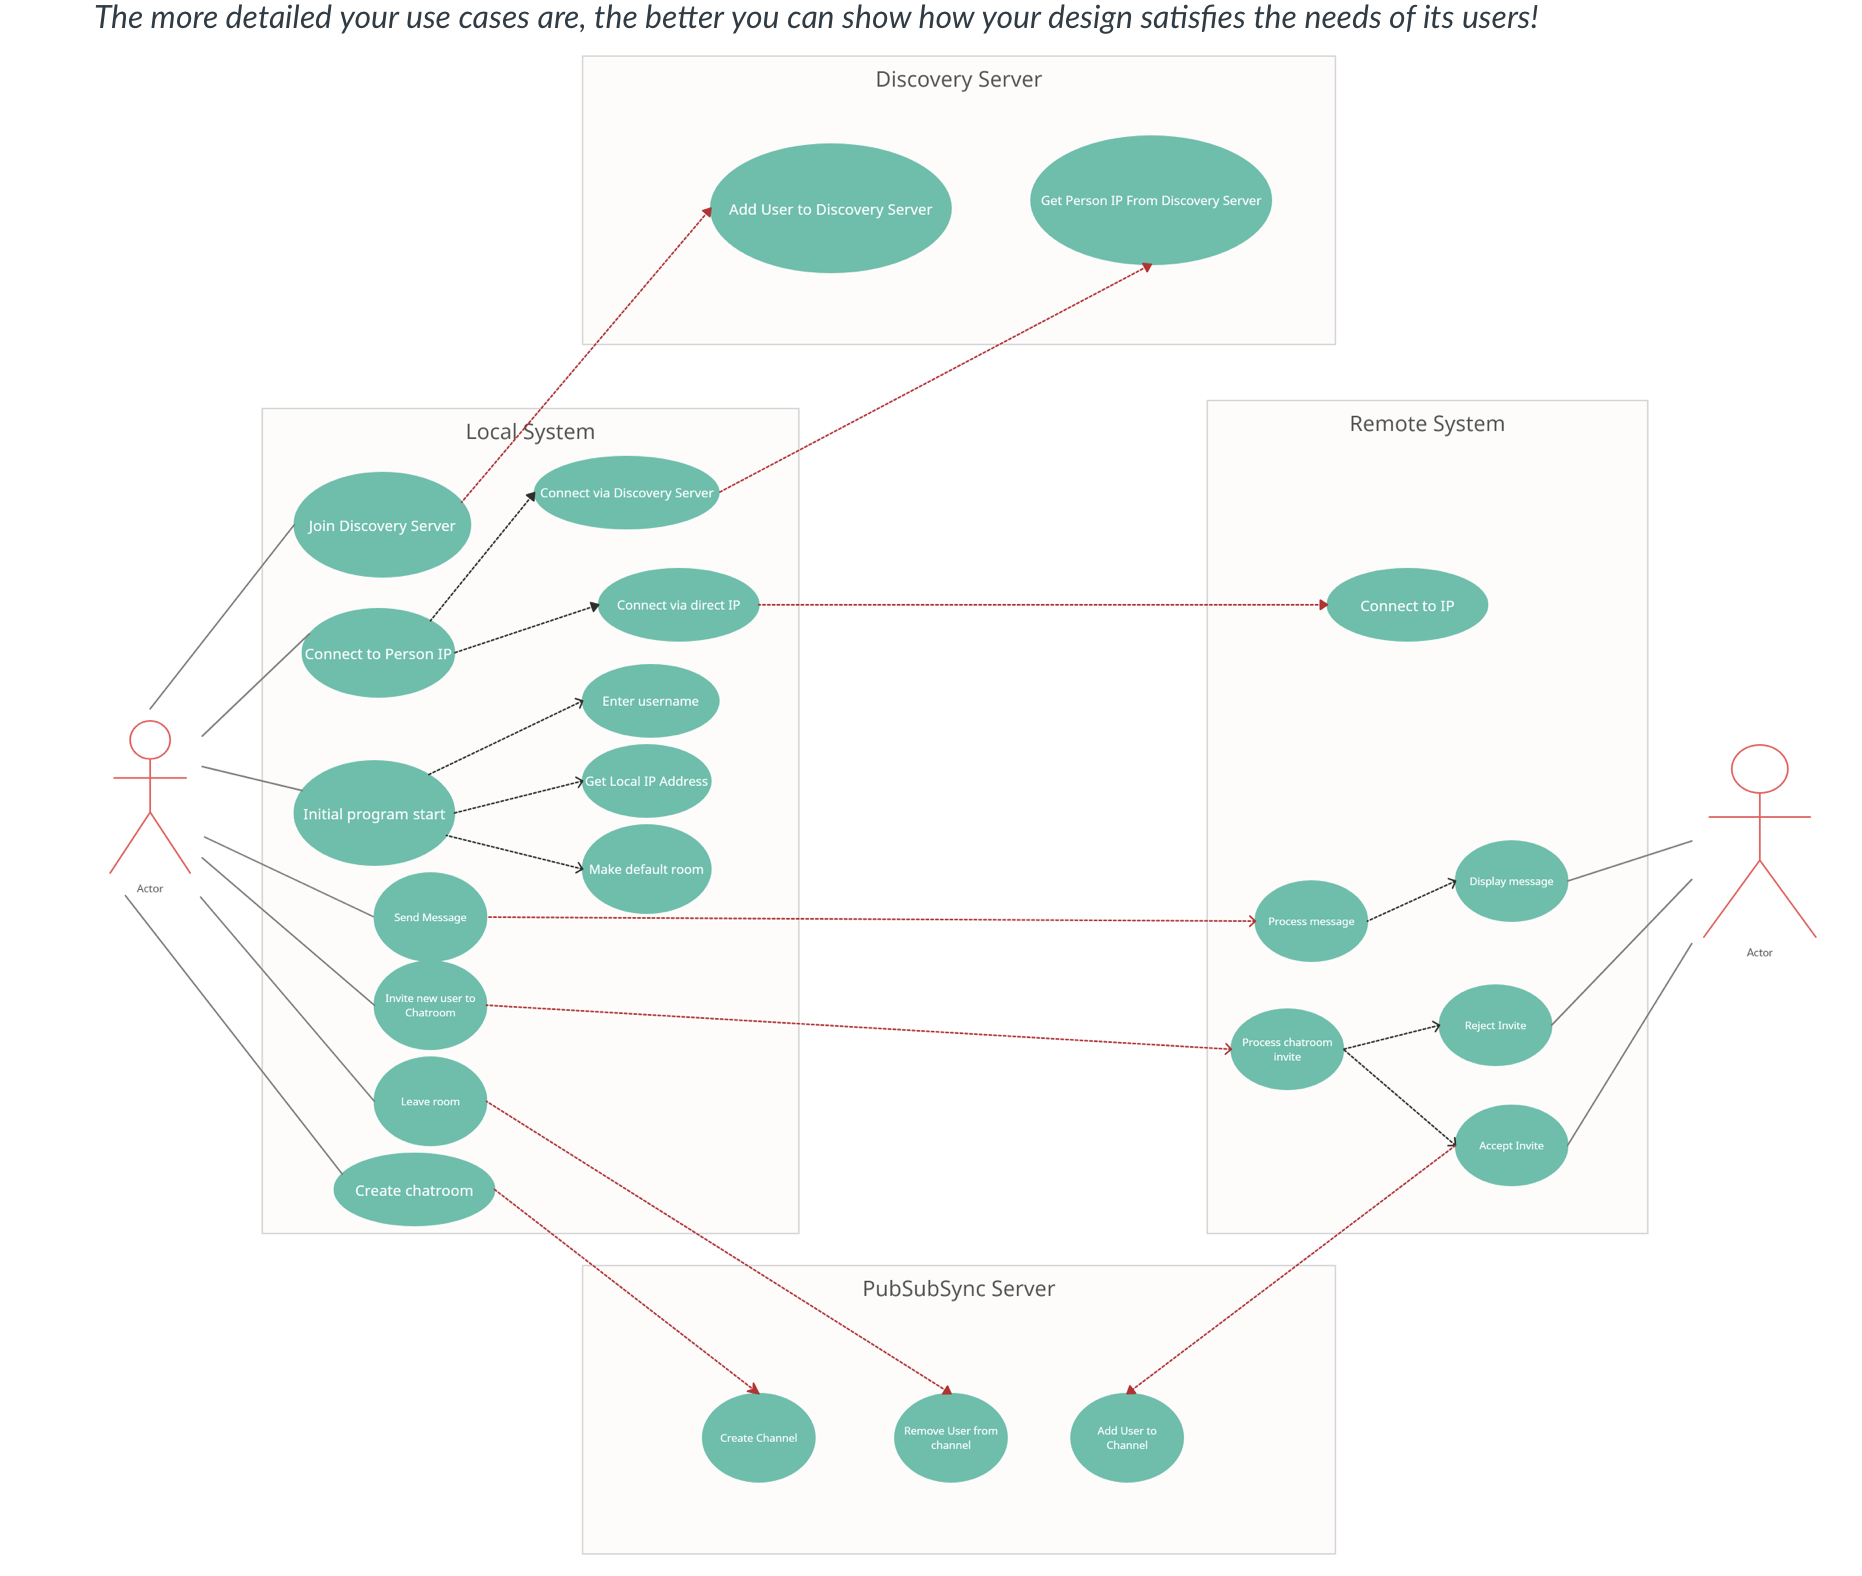 The more detailed your use cases are, the better you can show how your design satisfies the needs of its users!
Discovery Server
Add User to Discovery Server
Get Person IP From Discovery Server
Local System
Join Discovery Server
Connect via Discovery Server
Connect to Person IP
Connect via direct IP
Enter username
Get Local IP Address
Initial program start
Make default room
Send Message
Invite new user to
Chatroom
Leave room
Create chatroom
Actor
Remote System
Connect to IP
Display message
Process message
Reject Invite
Process chatroom
invite
Accept Invite
Actor
PubSubSync Server
Create Channel
Remove User from
channel
Add User to
Channel